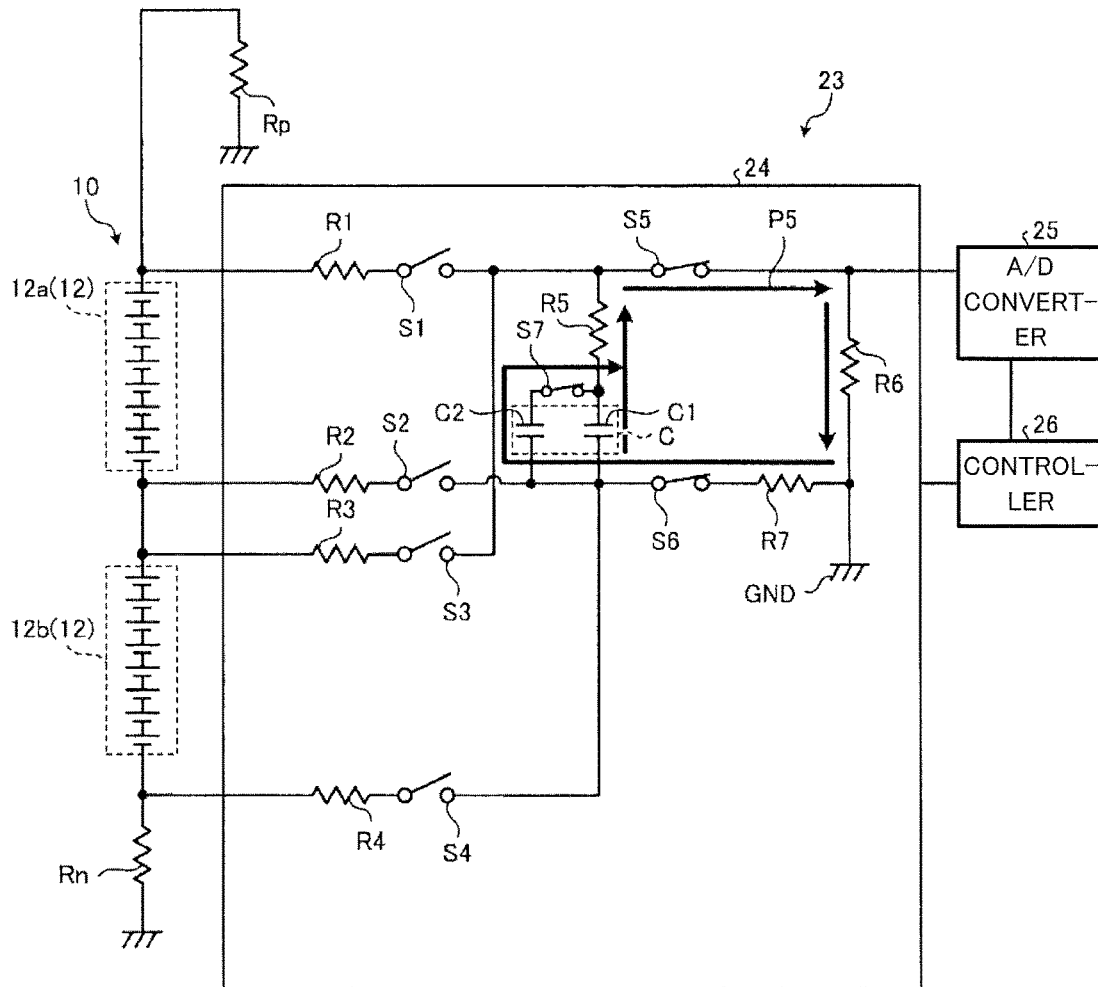 Rp
23
24
10
R1
S5
P5
25
A/D
CONVERT-
ER
12a(12)
S1
R5
S7
R6
C2
C1
C
26
CONTROL-
LER
R2
S2
R3
S6
R7
S3
GND
12b(12)
R4
S4
Rn